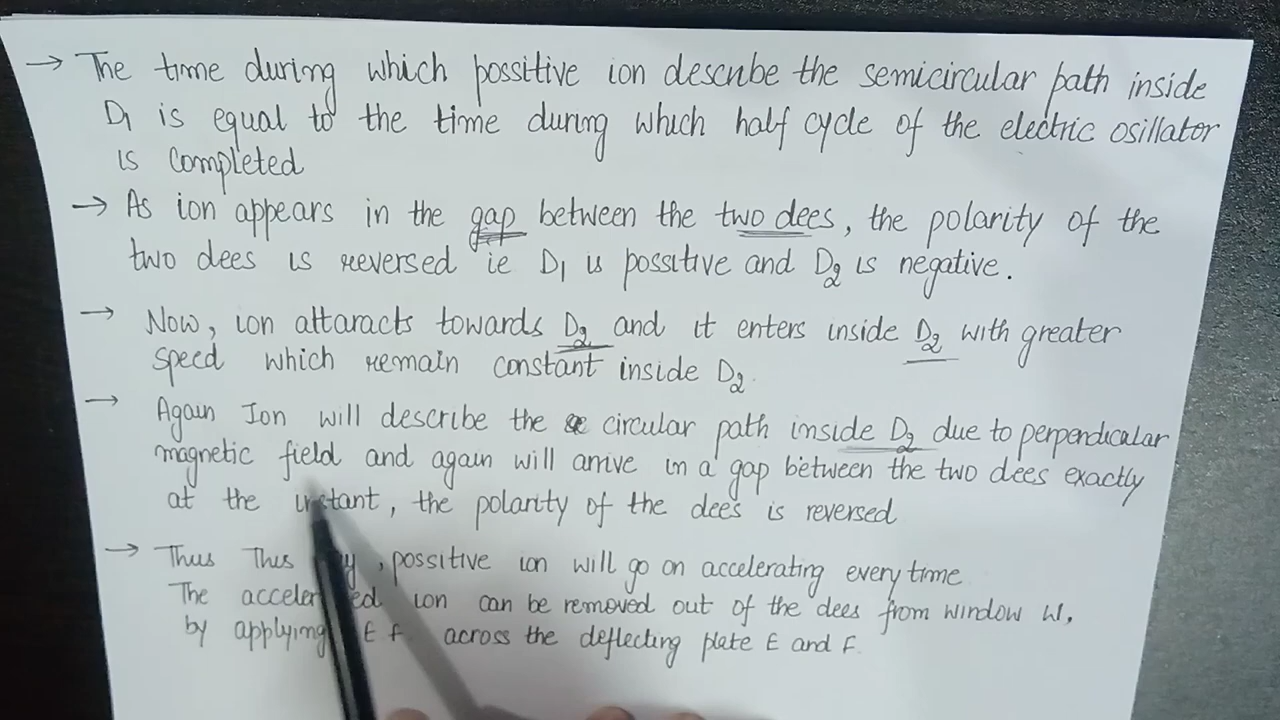 → The time during which possitive ion describe the semicircular path inside
D1 is equal to the time during which half cycle of the electric osillator
is completed
→ As ion appears in the gap between the two dees, the polarity of the
two dees is reeversed ie D1 is possitive and D2 is negative.
→ Now, ion attaracts towards D2 and it enters inside D2 with greater
speed which remain constant inside D2.
→ Again Ion will describe the circular path inside D2 due to perpendicular
magnetic field and again will arrive in a gap between the two dees exactly
at the instant, the polarity of the dees is reversed
→ Thus This , possitive ion will go on accelerating every time
The ion can be removed out of the dees from window W,
by applying E F across the deflecting plate E and F.